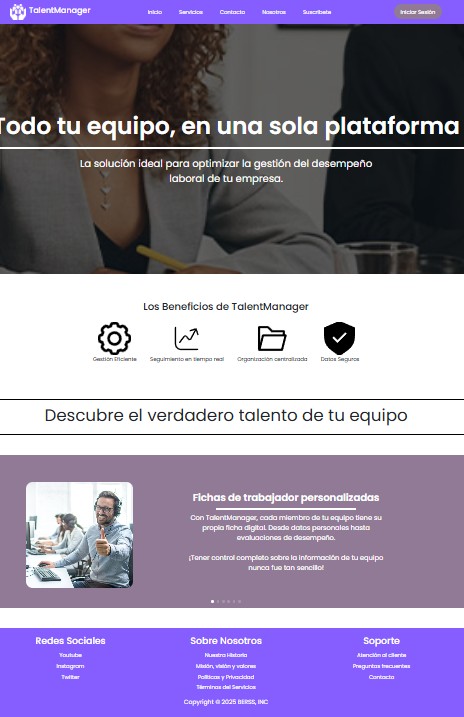 TalentManager
Inicio Servicios Contacto Nosotros Suscribete
Iniciar Sesión
Todo tu equipo, en una sola plataforma
La solución ideal para optimizar la gestión del desempeño
laboral de tu empresa.
Los Beneficios de TalentManager
Gestión Eficiente Seguimiento en tiempo real Organización centralizada Datos Seguros
Descubre el verdadero talento de tu equipo
Fichas de trabajador personalizadas
Con TalentManager, cada miembro de tu equipo tiene su
propia ficha digital. Desde datos personales hasta
evaluaciones de desempeño.
¡Tener control completo sobre la información de tu equipo
nunca fue tan sencillo!
Redes Sociales Sobre Nosotros Soporte
Youtube Nuestra Historia Atención al cliente
Instagram Misión, visión y valores Preguntas frecuentes
Twitter Políticas y Privacidad Contacto
Términos del Servicios
Copyright © 2025 BERSS, INC